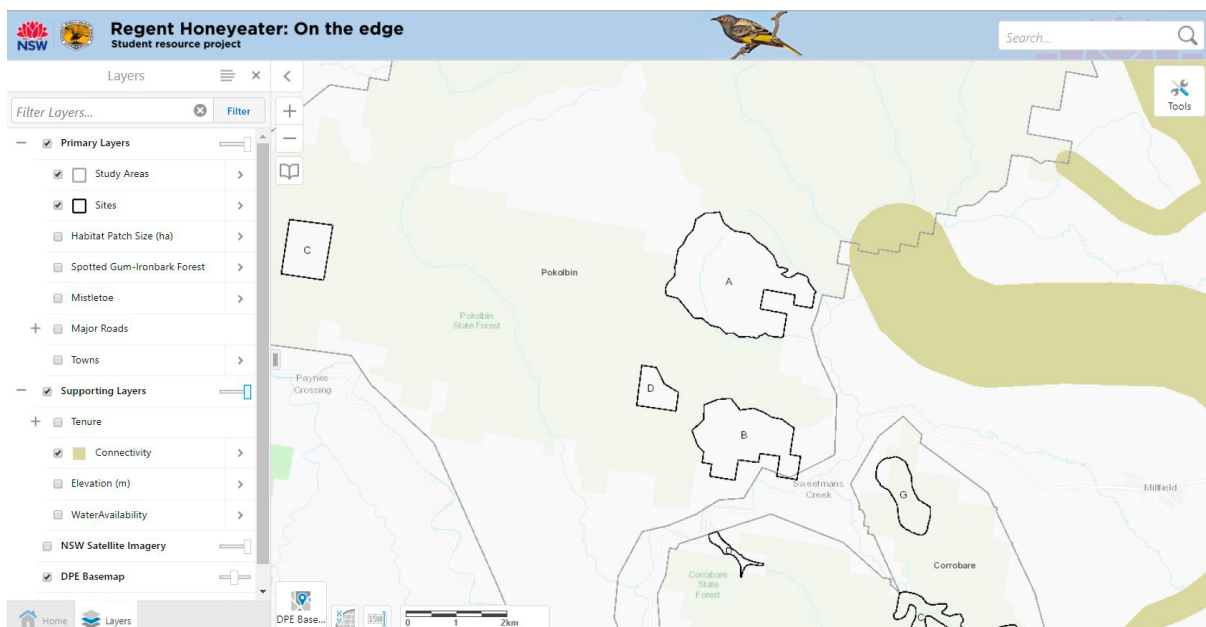 NSW
Regent Honeyeater: On the edge
Student resource project
Search...
Layers
Filter Layers...
Filter
Primary Layers
Study Areas
Sites
Habitat Patch Size (ha)
Spotted Gum-Ironbark Forest
Mistletoe
Major Roads
Towns
Supporting Layers
Tenure
Connectivity
Elevation (m)
WaterAvailability
NSW Satellite Imagery
DPE Basemap
Home
Layers
Tools
C
A
Pokolbin
Pokolbin
State Forest
Paynes
Crossing
D
B
Sweetmans
Creek
G
Millfield
Corrabare
State
Forest
Corrobare
DPE Base...
0 1 2km